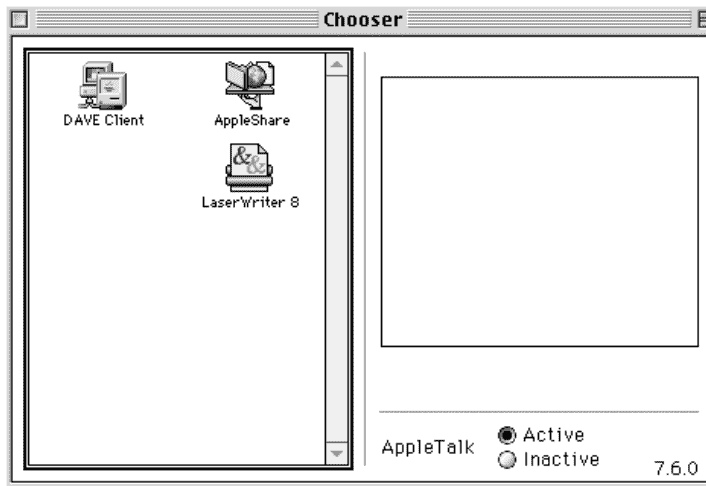 Chooser
DAVE Client
AppleShare
LaserWriter 8
AppleTalk
Active
Inactive
7.6.0